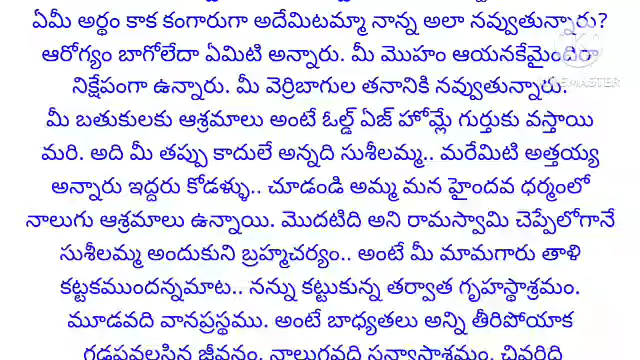 ఏమీ అర్థం కాక కంగారుగా అదేమిటమ్మా నాన్న అలా నవ్వుతున్నారు?
ఆరోగ్యం బాగోలేదా ఏమిటి అన్నారు. మీ మొహం ఆయనకేమైందిరా
నిక్షేపంగా ఉన్నారు. మీ వెర్రిబాగుల తనానికి నవ్వుతున్నారు.
మీ బతుకులకు ఆశ్రమాలు అంటే ఓల్డ్ ఏజ్ హోమ్లే గుర్తుకు వస్తాయి
మరి. అది మీ తప్పు కాదులే అన్నది సుశీలమ్మ.. మరేమిటి అత్తయ్య
అన్నారు ఇద్దరు కోడళ్ళు.. చూడండి అమ్మ మన హైందవ ధర్మంలో
నాలుగు ఆశ్రమాలు ఉన్నాయి. మొదటిది అని రామస్వామి చెప్పేలోగానే
సుశీలమ్మ అందుకుని బ్రహ్మచర్యం.. అంటే మీ మామగారు తాళి
కట్టకముందన్నమాట.. నన్ను కట్టుకున్న తర్వాత గృహస్థాశ్రమం.
మూడవది వానప్రస్థము. అంటే బాధ్యతలు అన్ని తీరిపోయాక
గడపవలసిన జీవనం. నాలుగవది సన్యాసాశ్రమం. చివరిది